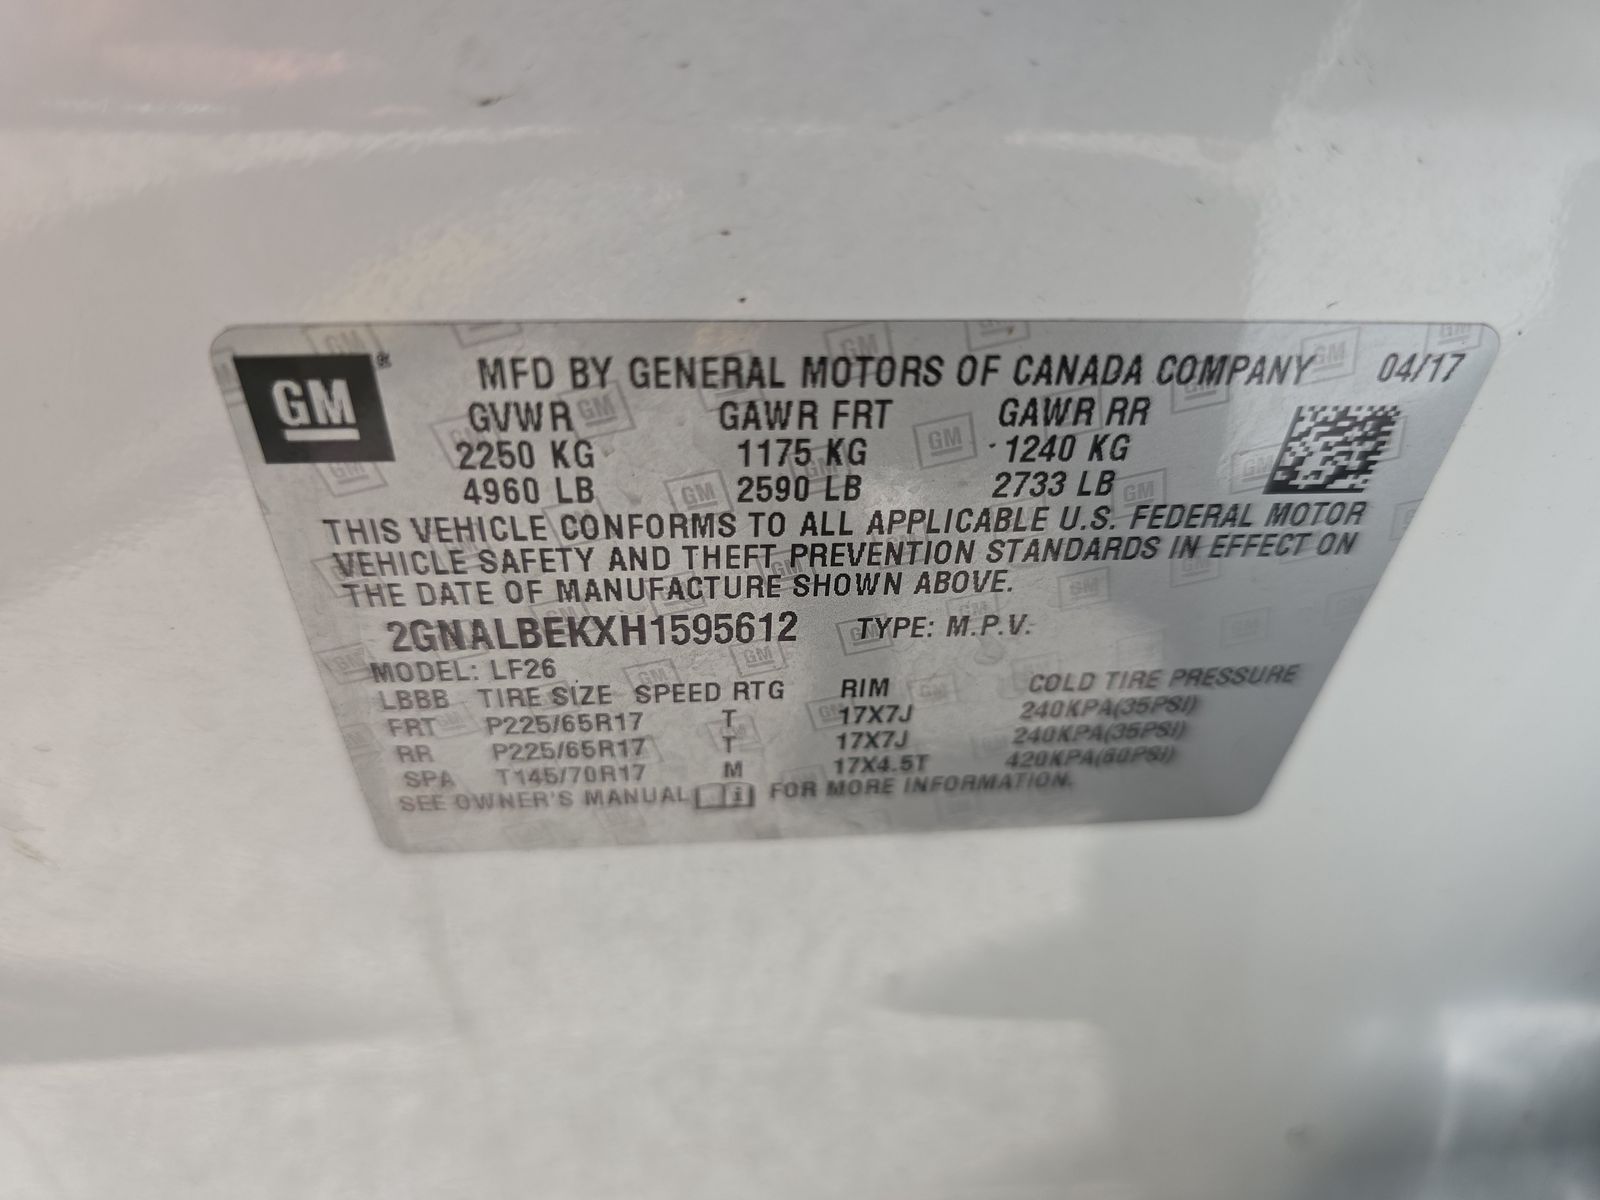 GM®
MFD BY GENERAL MOTORS OF CANADA COMPANY 04/17
GVWR GAWR FRT GAWR RR
2250 KG 1175 KG 1240 KG
4960 LB 2590 LB 2733 LB
THIS VEHICLE CONFORMS TO ALL APPLICABLE U.S. FEDERAL MOTOR
VEHICLE SAFETY AND THEFT PREVENTION STANDARDS IN EFFECT ON
THE DATE OF MANUFACTURE SHOWN ABOVE.
2GNALBEKXH1595612 TYPE: M.P.V.
MODEL: LF26
LBBB TIRE SIZE SPEED RTG RIM COLD TIRE PRESSURE
FRT P225/65R17 T 17X7J 240KPA(35PSI)
RR P225/65R17 T 17X7J 240KPA(35PSI)
SPA T145/70R17 M 17X4.5T 420KPA(60PSI)
SEE OWNER'S MANUAL i FOR MORE INFORMATION.